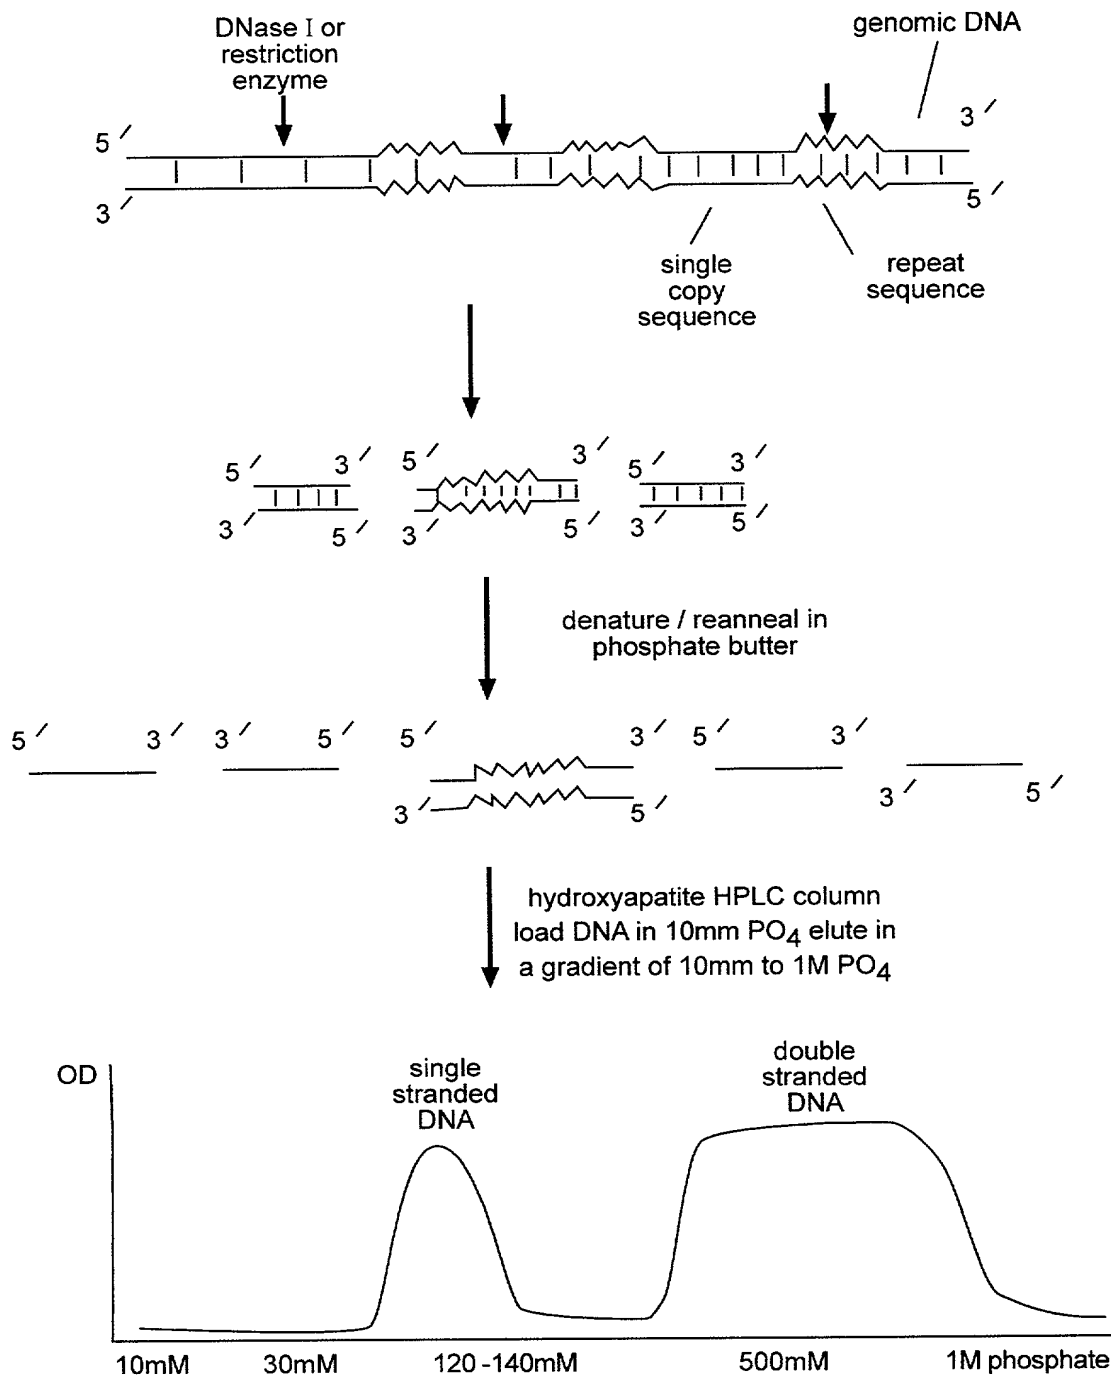 DNase I or
restriction
enzyme
genomic DNA
5′
3′
3′
5′
single
copy
sequence
repeat
sequence
5′ 3′ 5′ 3′ 5′ 3′
3′ 5′ 3′ 5′ 3′ 5′
denature / reanneal in
phosphate butter
5′ 3′ 3′ 5′ 5′ 3′ 5′ 3′
3′ 5′ 3′ 5′
hydroxyapatite HPLC column
load DNA in 10mm PO4 elute in
a gradient of 10mm to 1M PO4
OD
single
stranded
DNA
double
stranded
DNA
10mM 30mM 120 -140mM 500mM 1M phosphate